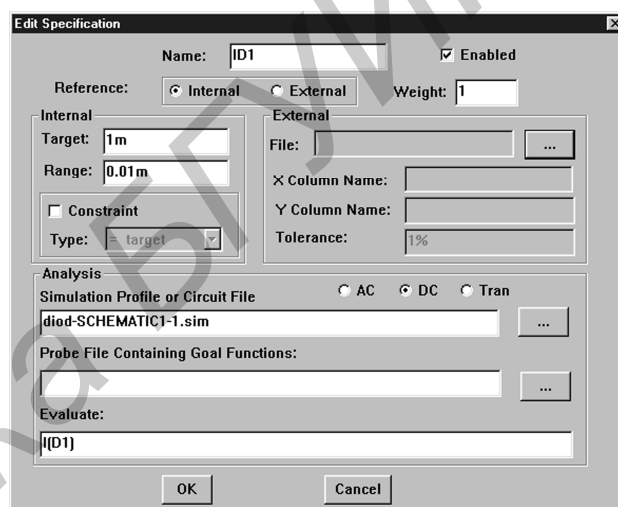 Edit Specification
Name: ID1 Enabled
Reference: Internal External Weight: 1
Internal External
Target: 1m File: ...
Range: 0.01m X Column Name:
Constraint Y Column Name:
Type: = target Tolerance: 1%
Analysis
Simulation Profile or Circuit File AC DC Tran
diod-SCHEMATIC1-1.sim ...
Probe File Containing Goal Functions:
...
Evaluate:
I(D1)
OK Cancel
БГУИ